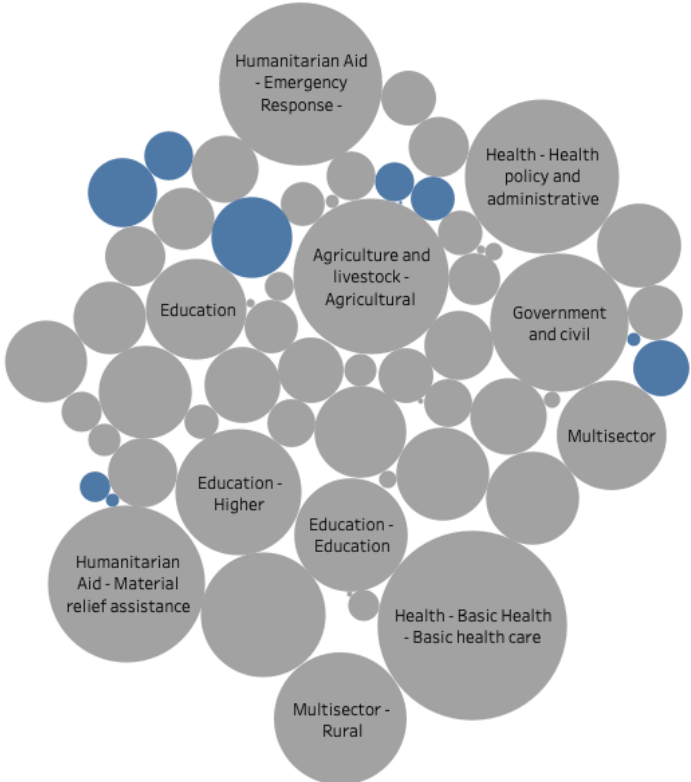 Humanitarian Aid
- Emergency
Response -
Health - Health
policy and
administrative
Agriculture and
livestock -
Agricultural
Education
Government
and civil
Multisector
Education -
Higher
Education -
Education
Humanitarian
Aid - Material
relief assistance
Health - Basic Health
- Basic health care
Multisector -
Rural